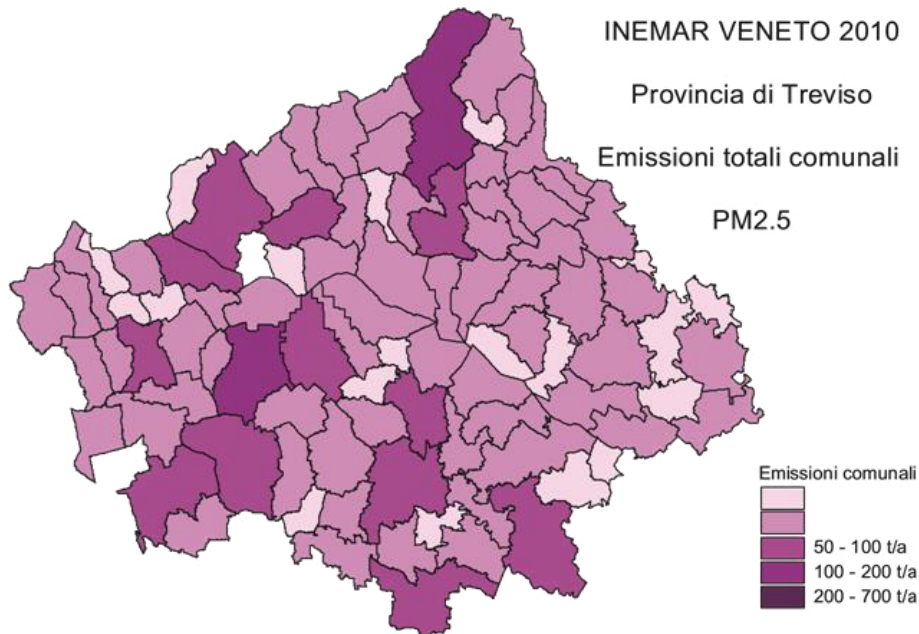 INEMAR VENETO 2010
Provincia di Treviso
Emissioni totali comunali
PM2.5
Emissioni comunali
50 - 100 t/a
100 - 200 t/a
200 - 700 t/a